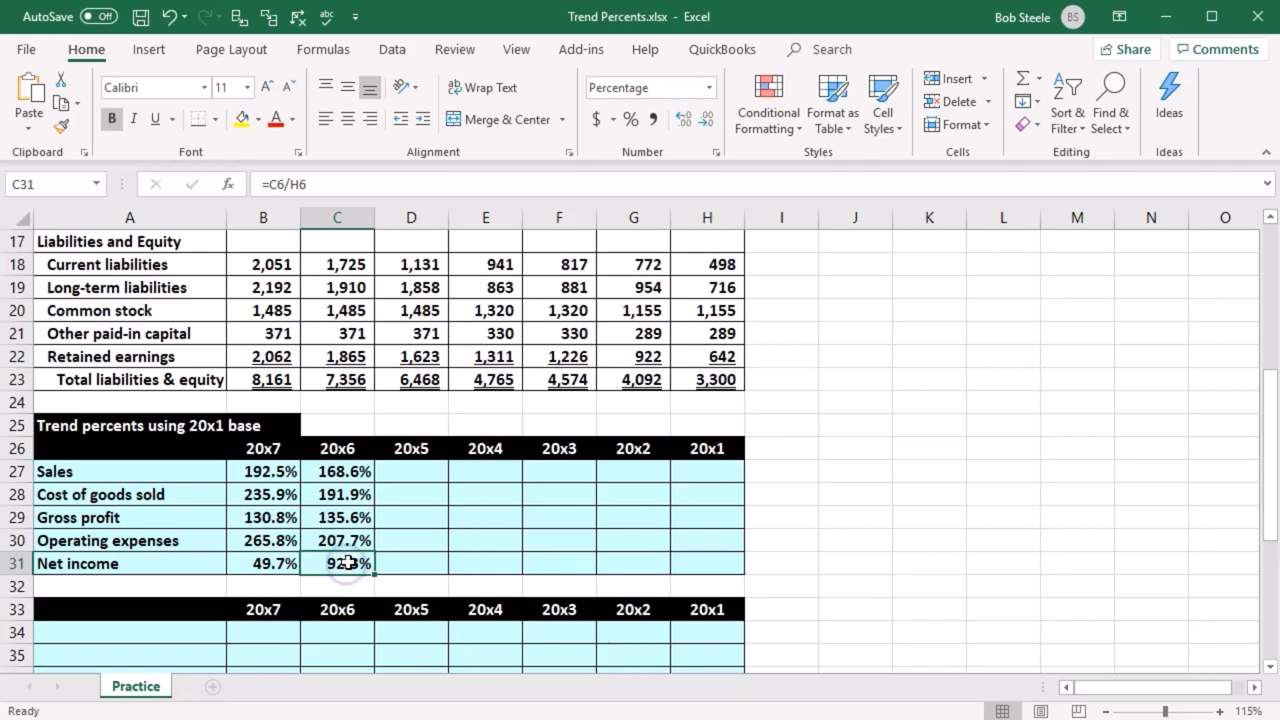 AutoSave Off Trend Percents.xlsx - Excel Bob Steele BS
File Home Insert Page Layout Formulas Data Review View Add-ins Help QuickBooks Search Share Comments
Paste Calibri 11 A^ A˅ Wrap Text Percentage Conditional Formatting Format as Table Cell Styles Insert Sort & Filter Find & Select Ideas
B I U A Merge & Center $ % , Delete
Format
Clipboard Font Alignment Number Styles Cells Editing Ideas
C31 fx =C6/H6
A B C D E F G H I J K L M N O
17 Liabilities and Equity
18 Current liabilities 2,051 1,725 1,131 941 817 772 498
19 Long-term liabilities 2,192 1,910 1,858 863 881 954 716
20 Common stock 1,485 1,485 1,485 1,320 1,320 1,155 1,155
21 Other paid-in capital 371 371 371 330 330 289 289
22 Retained earnings 2,062 1,865 1,623 1,311 1,226 922 642
23 Total liabilities & equity 8,161 7,356 6,468 4,765 4,574 4,092 3,300
24
25 Trend percents using 20x1 base
26 20x7 20x6 20x5 20x4 20x3 20x2 20x1
27 Sales 192.5% 168.6%
28 Cost of goods sold 235.9% 191.9%
29 Gross profit 130.8% 135.6%
30 Operating expenses 265.8% 207.7%
31 Net income 49.7%
32
33 20x7 20x6 20x5 20x4 20x3 20x2 20x1
34
35
Practice
Ready 115%